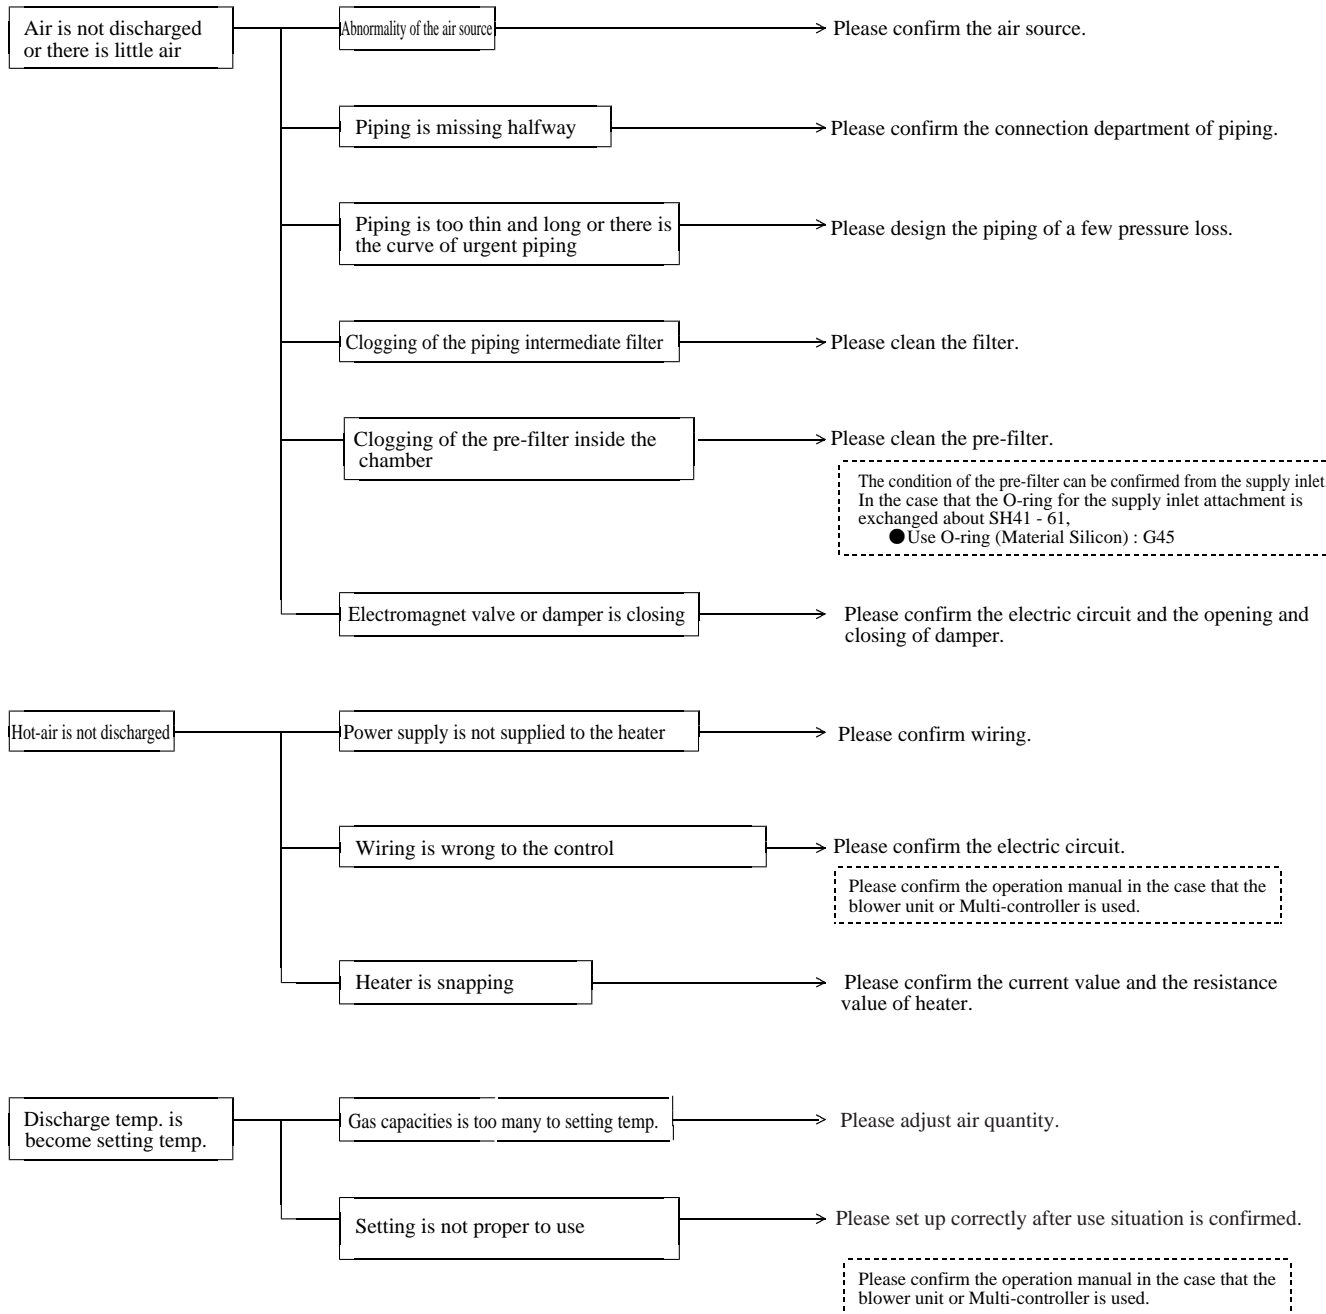 Air is not discharged
or there is little air
Abnormality of the air source
Please confirm the air source.
Piping is missing halfway
Please confirm the connection department of piping.
Piping is too thin and long or there is
the curve of urgent piping
Please design the piping of a few pressure loss.
Clogging of the piping intermediate filter
Please clean the filter.
Clogging of the pre-filter inside the
chamber
Please clean the pre-filter.
The condition of the pre-filter can be confirmed from the supply inlet
In the case that the O-ring for the supply inlet attachment is
exchanged about SH41 - 61,
●Use O-ring (Material Silicon) : G45
Electromagnet valve or damper is closing
Please confirm the electric circuit and the opening and
closing of damper.
Hot-air is not discharged
Power supply is not supplied to the heater
Please confirm wiring.
Wiring is wrong to the control
Please confirm the electric circuit.
Please confirm the operation manual in the case that the
blower unit or Multi-controller is used.
Heater is snapping
Please confirm the current value and the resistance
value of heater.
Discharge temp. is
become setting temp.
Gas capacities is too many to setting temp.
Please adjust air quantity.
Setting is not proper to use
Please set up correctly after use situation is confirmed.
Please confirm the operation manual in the case that the
blower unit or Multi-controller is used.